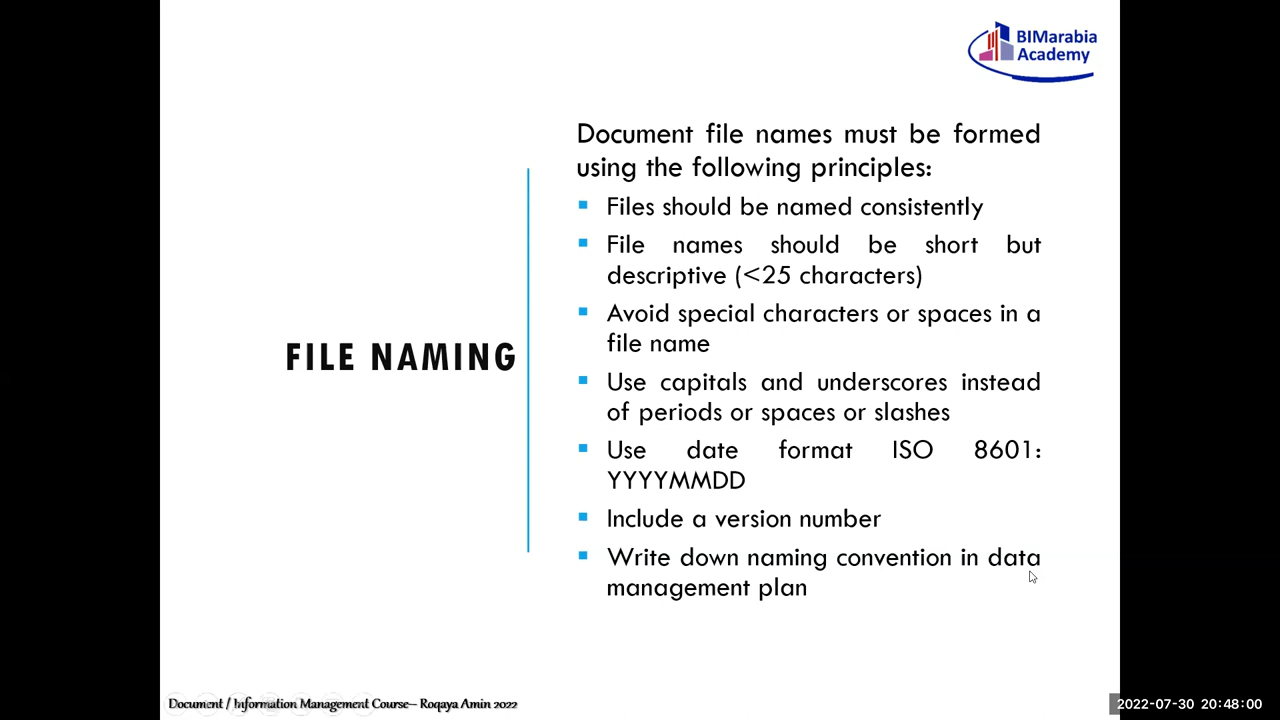 BIMarabia
Academy
Document file names must be formed
using the following principles:
Files should be named consistently
File names should be short but
descriptive (<25 characters)
Avoid special characters or spaces in a
file name
Use capitals and underscores instead
of periods or spaces or slashes
Use date format ISO 8601:
YYYYMMDD
Include a version number
Write down naming convention in data
management plan
FILE NAMING
Document / Information Management Course– Roqaya Amin 2022
2022-07-30 20:48:00